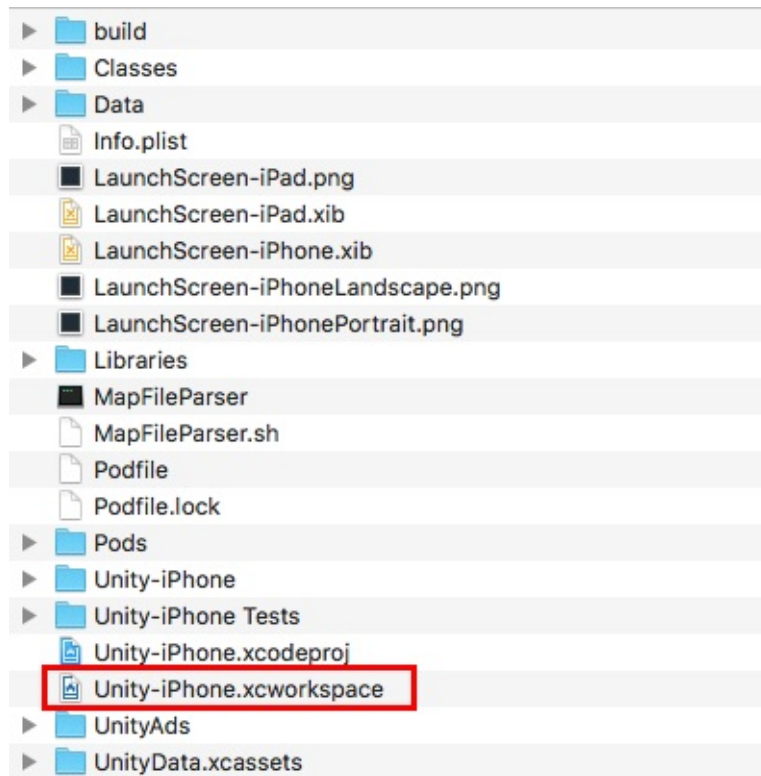 build
Classes
Data
Info.plist
LaunchScreen-iPad.png
LaunchScreen-iPad.xib
LaunchScreen-iPhone.xib
LaunchScreen-iPhoneLandscape.png
LaunchScreen-iPhonePortrait.png
Libraries
MapFileParser
MapFileParser.sh
Podfile
Podfile.lock
Pods
Unity-iPhone
Unity-iPhone Tests
Unity-iPhone.xcodeproj
Unity-iPhone.xcworkspace
UnityAds
UnityData.xcassets